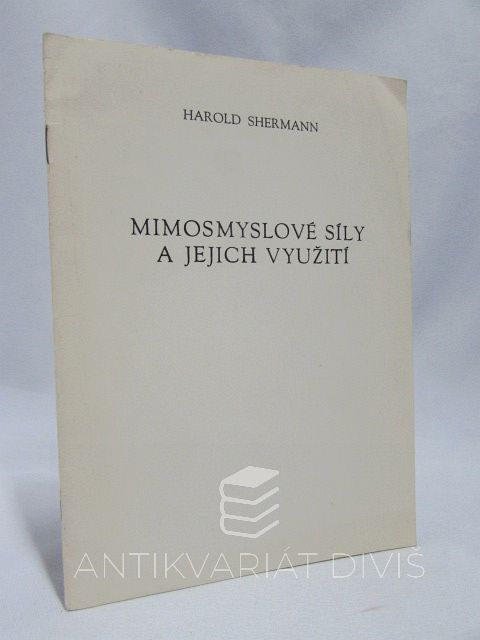 HAROLD SHERMANN
MIMOSMYSLOVÉ SÍLY
A JEJICH VYUŽITÍ
ANTIKVARIÁT DIVIŠ